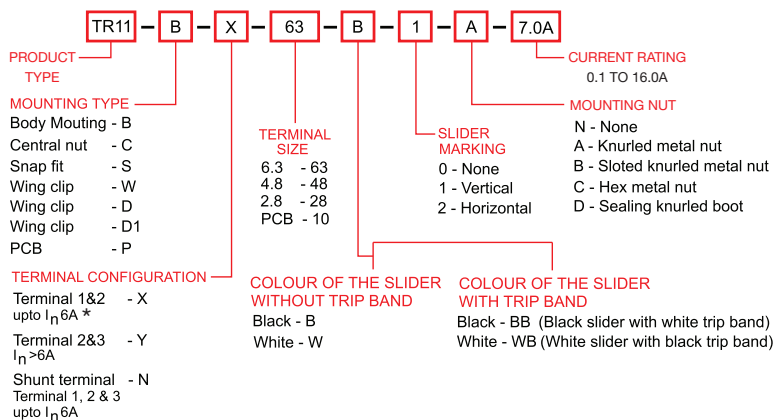 TR11 - B - X - 63 - B - 1 - A - 7.0A
PRODUCT
TYPE
CURRENT RATING
0.1 TO 16.0A
MOUNTING TYPE
Body Mouting - B
Central nut - C
Snap fit - S
Wing clip - W
Wing clip - D
Wing clip - D1
PCB - P
TERMINAL
SIZE
6.3 - 63
4.8 - 48
2.8 - 28
PCB - 10
SLIDER
MARKING
0 - None
1 - Vertical
2 - Horizontal
MOUNTING NUT
N - None
A - Knurled metal nut
B - Sloted knurled metal nut
C - Hex metal nut
D - Sealing knurled boot
TERMINAL CONFIGURATION
Terminal 1&2 - X
upto In6A *
Terminal 2&3 - Y
In>6A
Shunt terminal - N
Terminal 1, 2 & 3
upto In6A
COLOUR OF THE SLIDER
WITHOUT TRIP BAND
Black - B
White - W
COLOUR OF THE SLIDER
WITH TRIP BAND
Black - BB (Black slider with white trip band)
White - WB (White slider with black trip band)